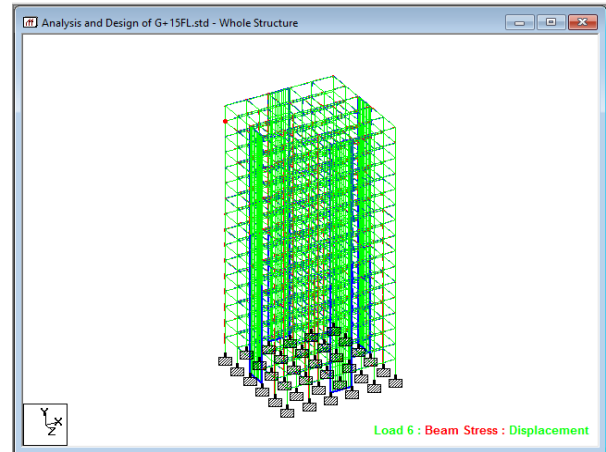 Analysis and Design of G+15FL.std - Whole Structure
Y
X
Z
Load 6 : Beam Stress : Displacement